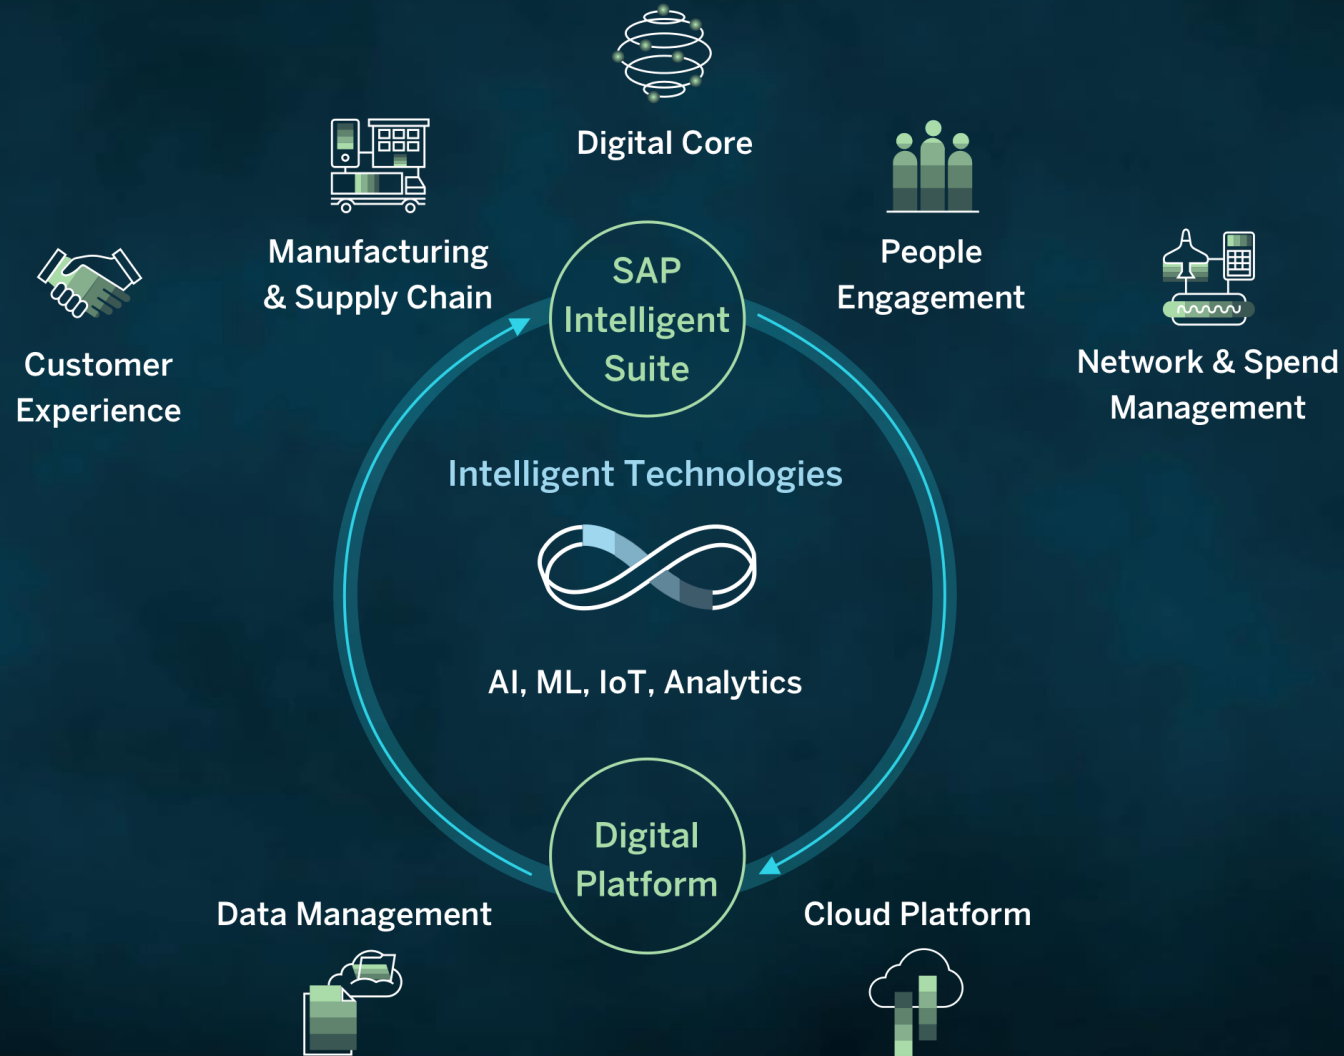 Digital Core
Manufacturing
& Supply Chain
People
Engagement
Customer
Experience
Network & Spend
Management
SAP
Intelligent
Suite
Intelligent Technologies
AI, ML, IoT, Analytics
Digital
Platform
Data Management
Cloud Platform